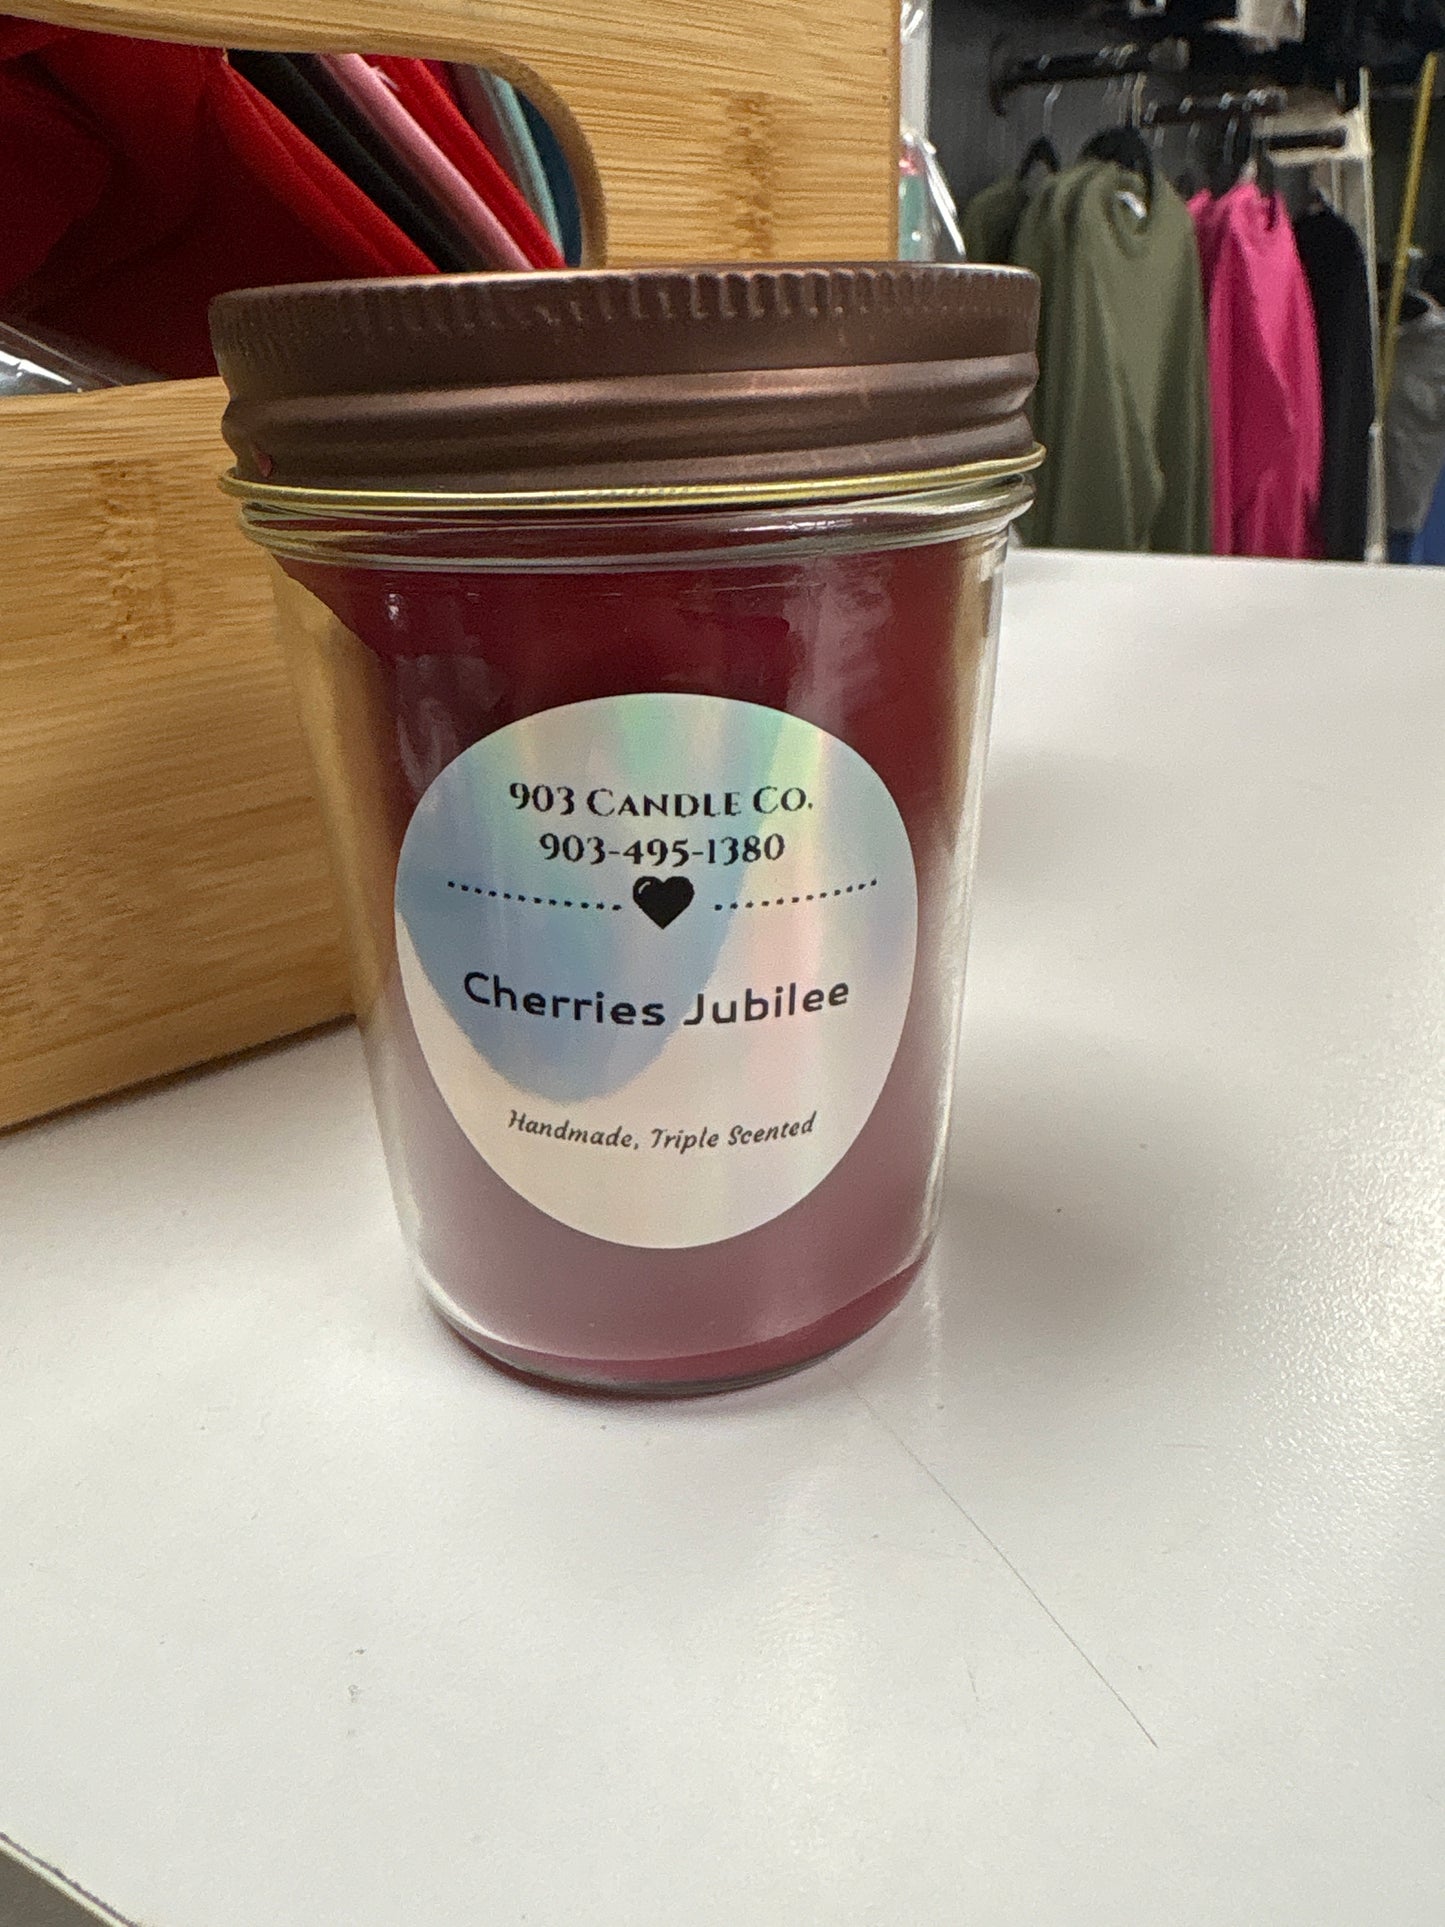 903 Candle Co.
903-495-1380
Cherries Jubilee
Handmade, Triple Scented